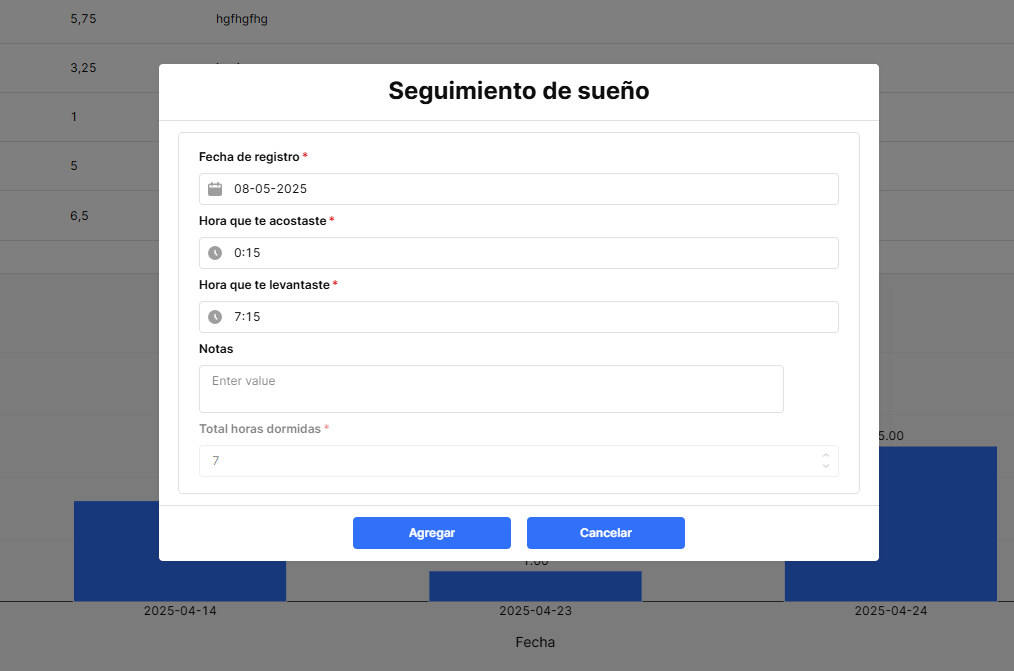 5,75 hgfhgfhg
3,25
1
5
6,5
Seguimiento de sueño
Fecha de registro *
08-05-2025
Hora que te acostaste *
0:15
Hora que te levantaste *
7:15
Notas
Enter value
Total horas dormidas *
7
Agregar Cancelar
5.00
1.00
2025-04-14 2025-04-23 2025-04-24
Fecha